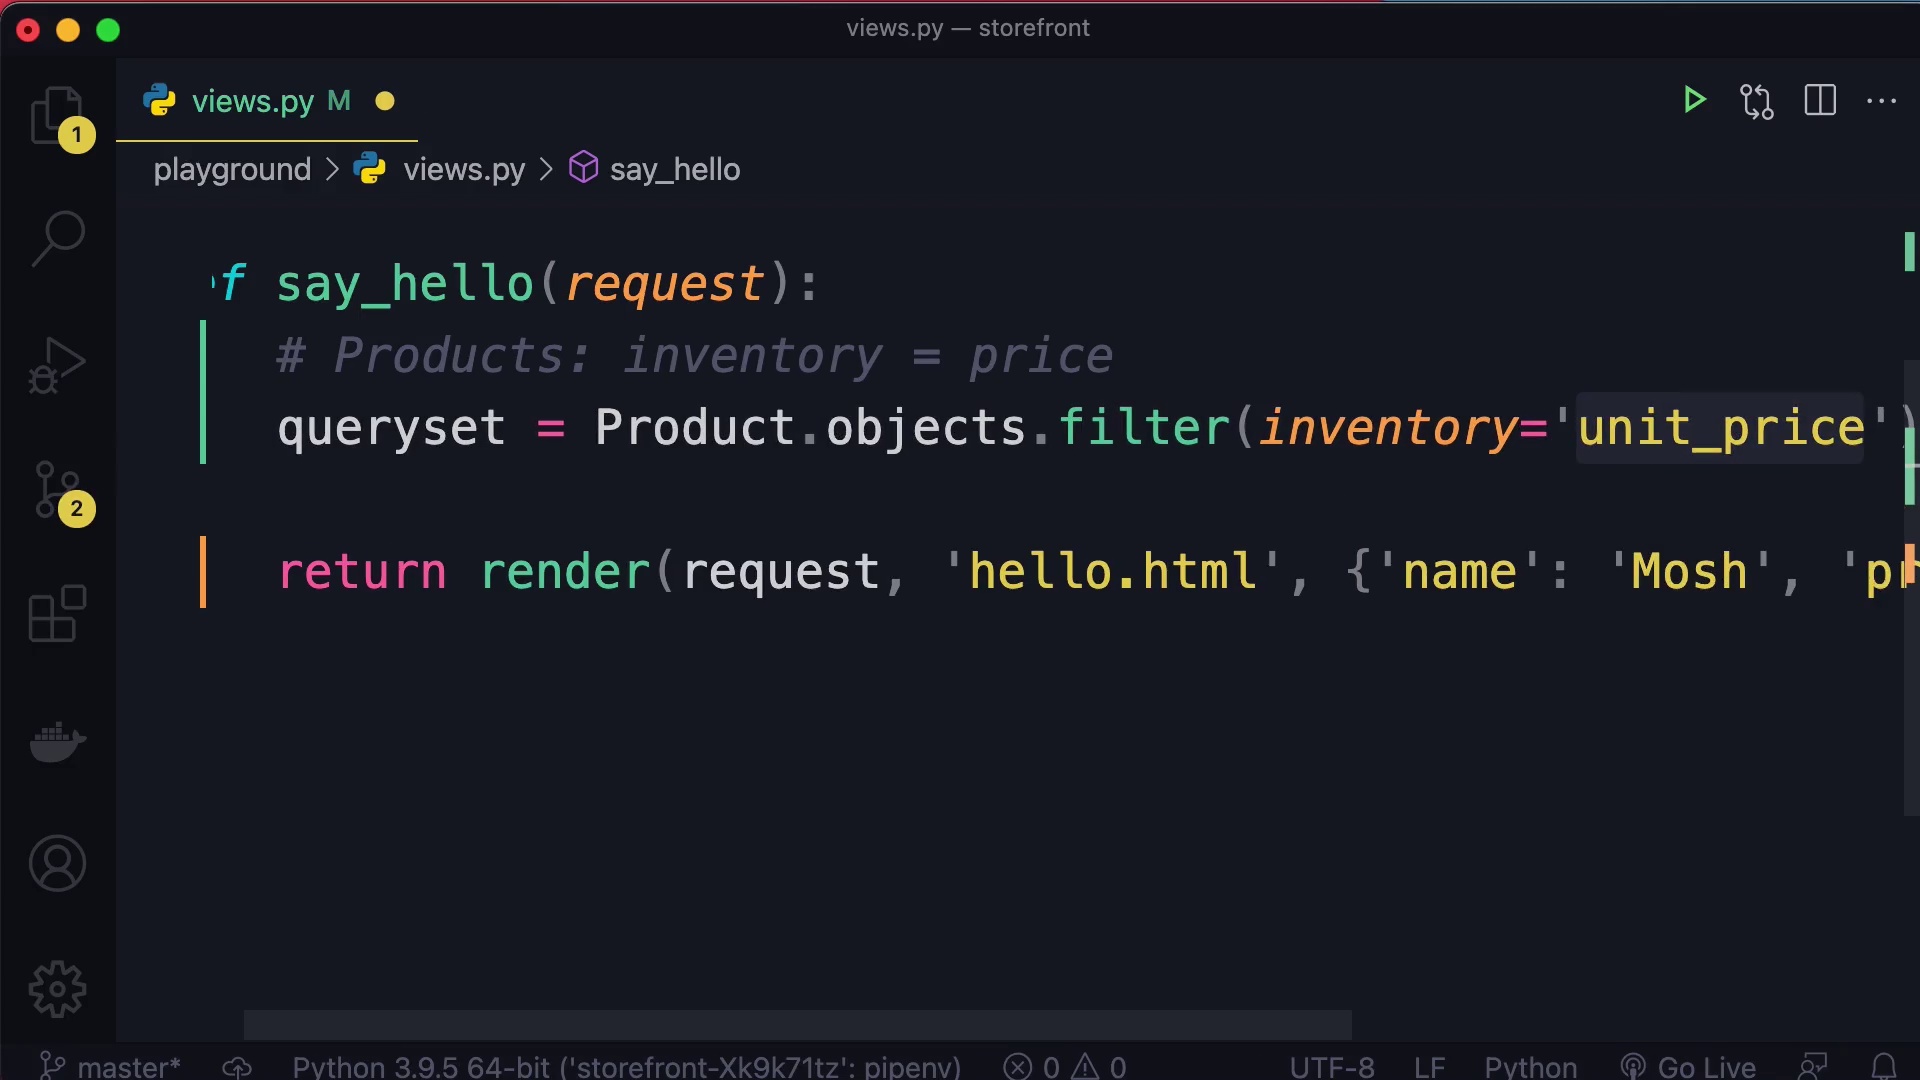 views.py — storefront
views.py M
1
playground > views.py > say_hello
f say_hello(request):
# Products: inventory = price
queryset = Product.objects.filter(inventory='unit_price')
2
return render(request, 'hello.html', {'name': 'Mosh', 'pr
master* Python 3.9.5 64-bit ('storefront-Xk9k71tz': pipenv) 0 0 UTF-8 LF Python Go Live